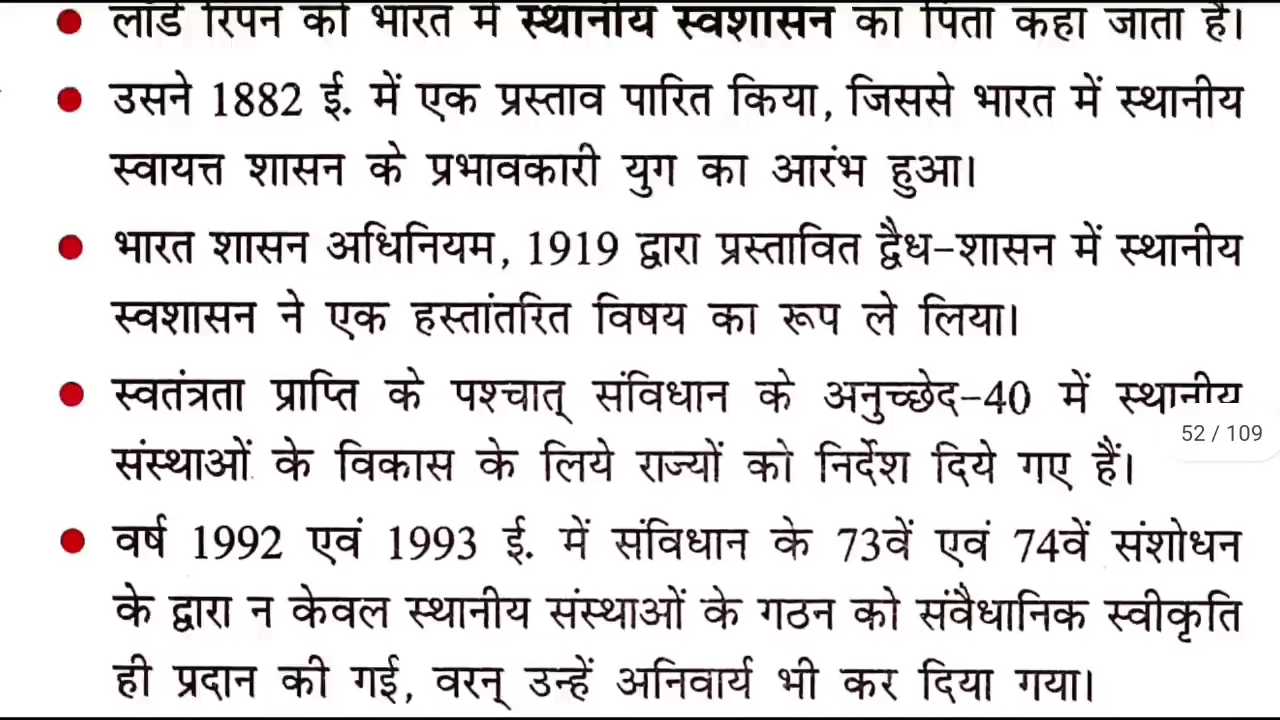 लॉर्ड रिपन को भारत में स्थानीय स्वशासन का पिता कहा जाता है।
उसने 1882 ई. में एक प्रस्ताव पारित किया, जिससे भारत में स्थानीय
स्वायत्त शासन के प्रभावकारी युग का आरंभ हुआ।
भारत शासन अधिनियम, 1919 द्वारा प्रस्तावित द्वैध-शासन में स्थानीय
स्वशासन ने एक हस्तांतरित विषय का रूप ले लिया।
स्वतंत्रता प्राप्ति के पश्चात् संविधान के अनुच्छेद-40 में स्थानीय
52 / 109
संस्थाओं के विकास के लिये राज्यों को निर्देश दिये गए हैं।
वर्ष 1992 एवं 1993 ई. में संविधान के 73वें एवं 74वें संशोधन
के द्वारा न केवल स्थानीय संस्थाओं के गठन को संवैधानिक स्वीकृति
ही प्रदान की गई, वरन् उन्हें अनिवार्य भी कर दिया गया।